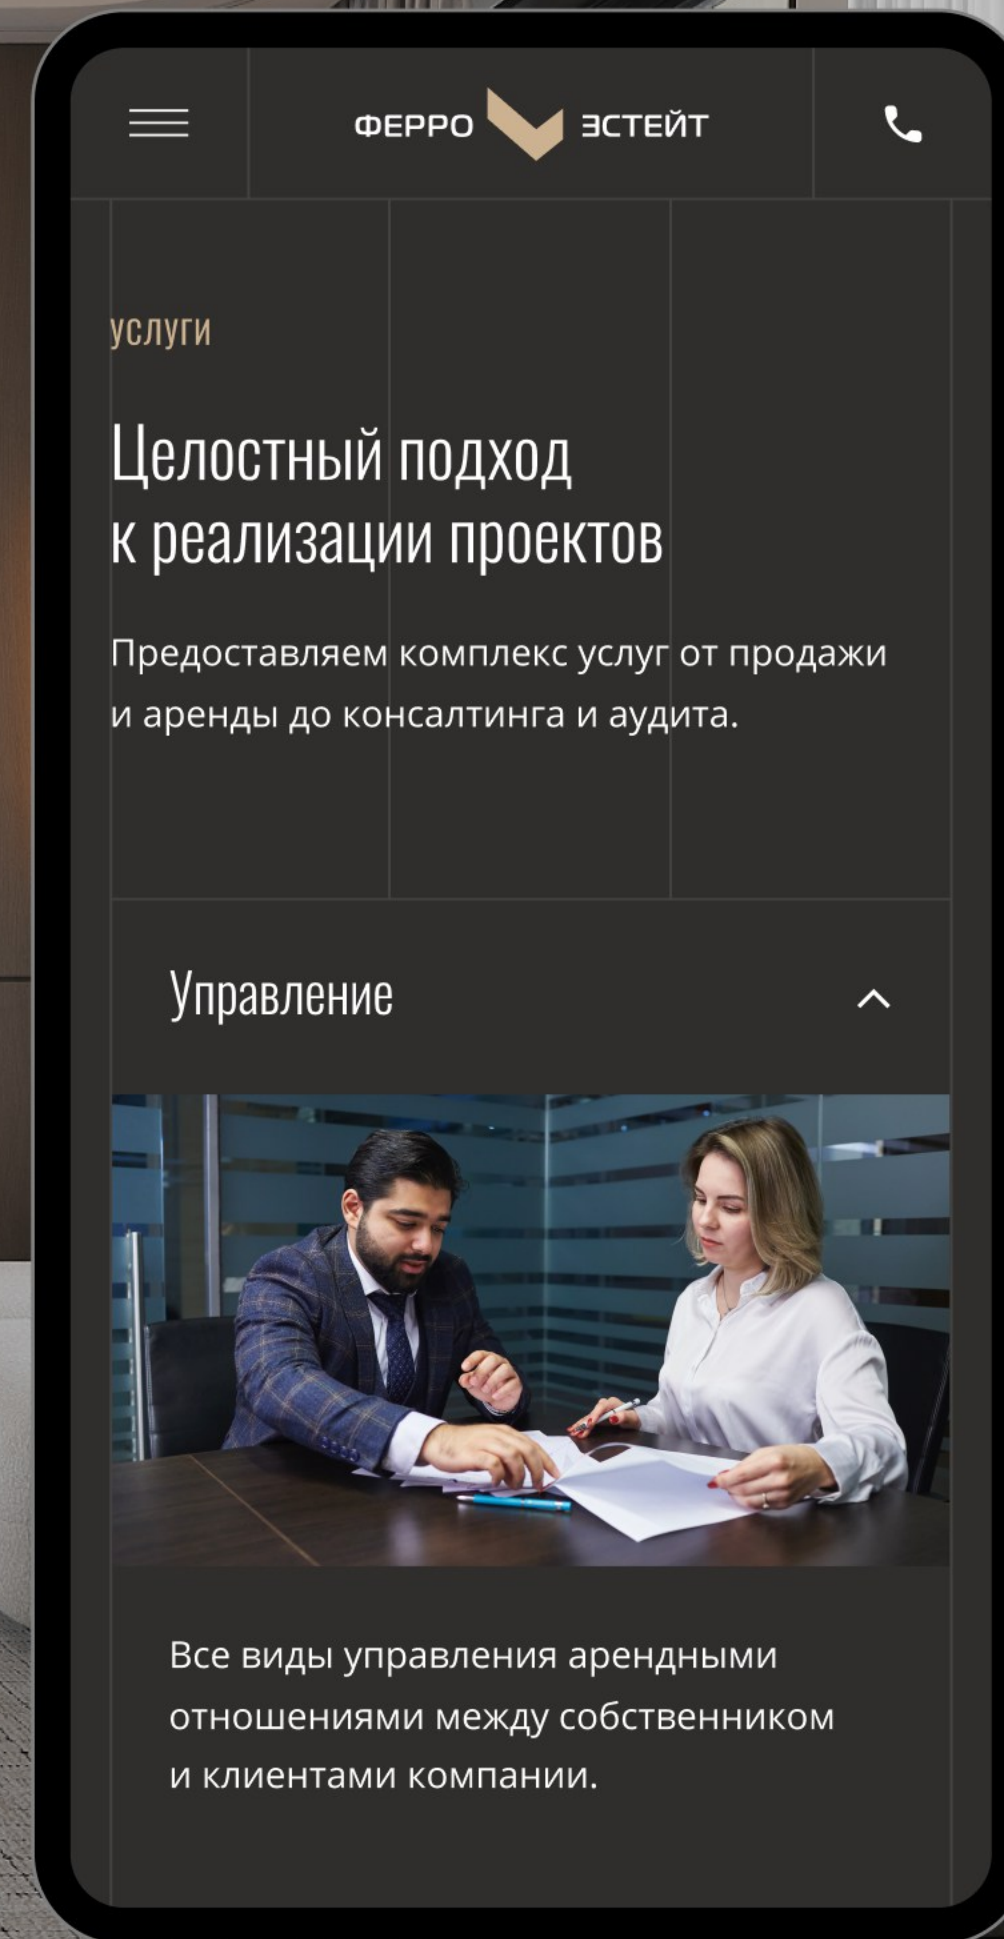 ФЕРРО ЭСТЕЙТ
услуги
Целостный подход
к реализации проектов
Предоставляем комплекс услуг от продажи
и аренды до консалтинга и аудита.
Управление
Все виды управления арендными
отношениями между собственником
и клиентами компании.